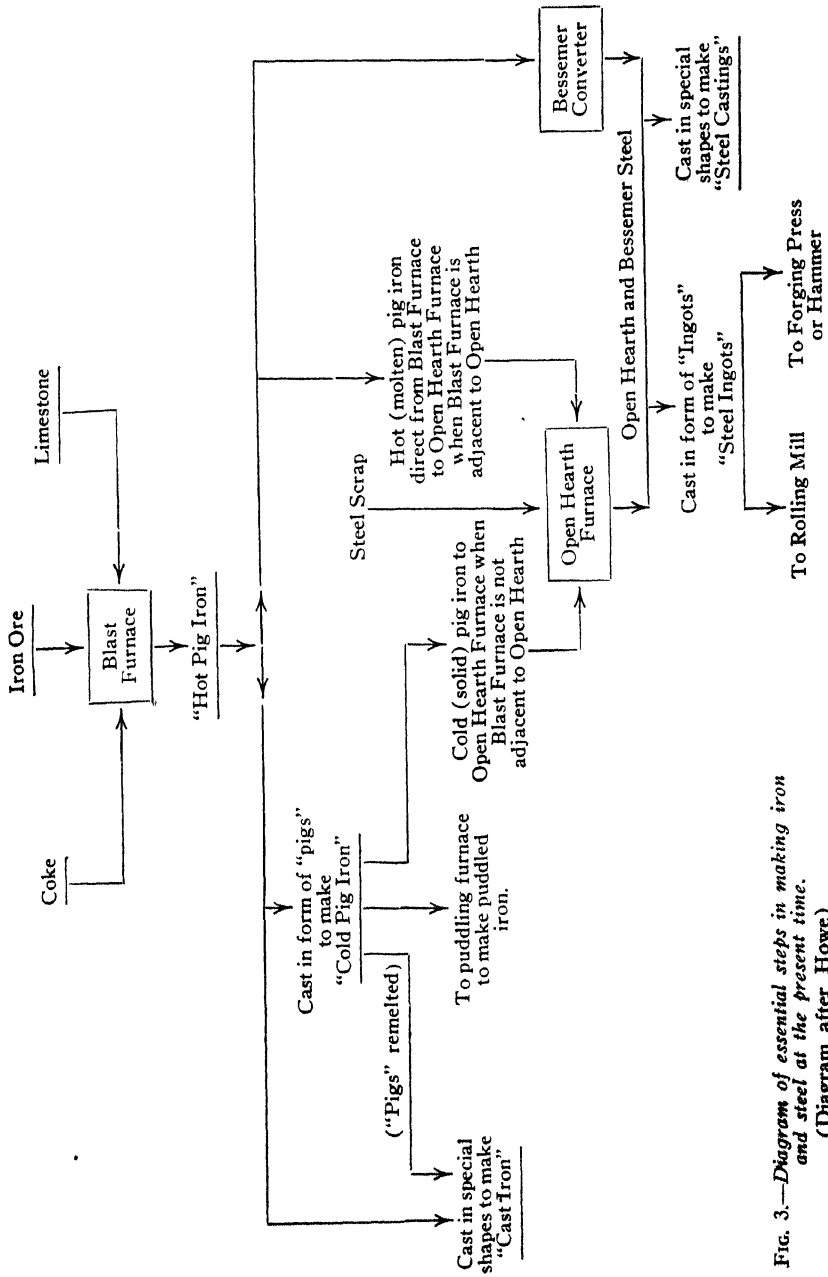 Coke
Iron Ore
Limestone
Blast
Furnace
“Hot Pig Iron”
Cast in form of “pigs”
to make
“Cold Pig Iron”
(“Pigs” remelted)
Cast in special
shapes to make
“Cast Iron”
To puddling furnace
to make puddled
iron.
Cold (solid) pig iron to
Open Hearth Furnace when
Blast Furnace is not
adjacent to Open Hearth
Steel Scrap
Hot (molten) pig iron
direct from Blast Furnace
to Open Hearth Furnace
when Blast Furnace is
adjacent to Open Hearth
Open Hearth
Furnace
Bessemer
Converter
Open Hearth and Bessemer Steel
Cast in form of “Ingots”
to make
“Steel Ingots”
Cast in special
shapes to make
“Steel Castings”
To Rolling Mill
To Forging Press
or Hammer
FIG. 3.—Diagram of essential steps in making iron
and steel at the present time.
(Diagram after Howe)